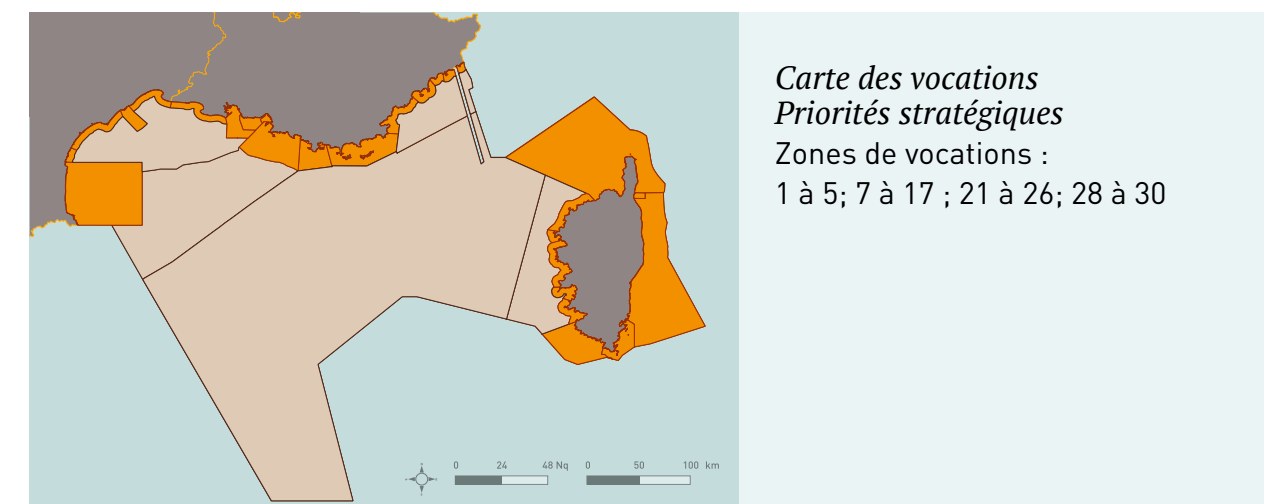 Carte des vocations
Priorités stratégiques
Zones de vocations :
1 à 5; 7 à 17 ; 21 à 26; 28 à 30
0 24 48 Nq 0 50 100 km